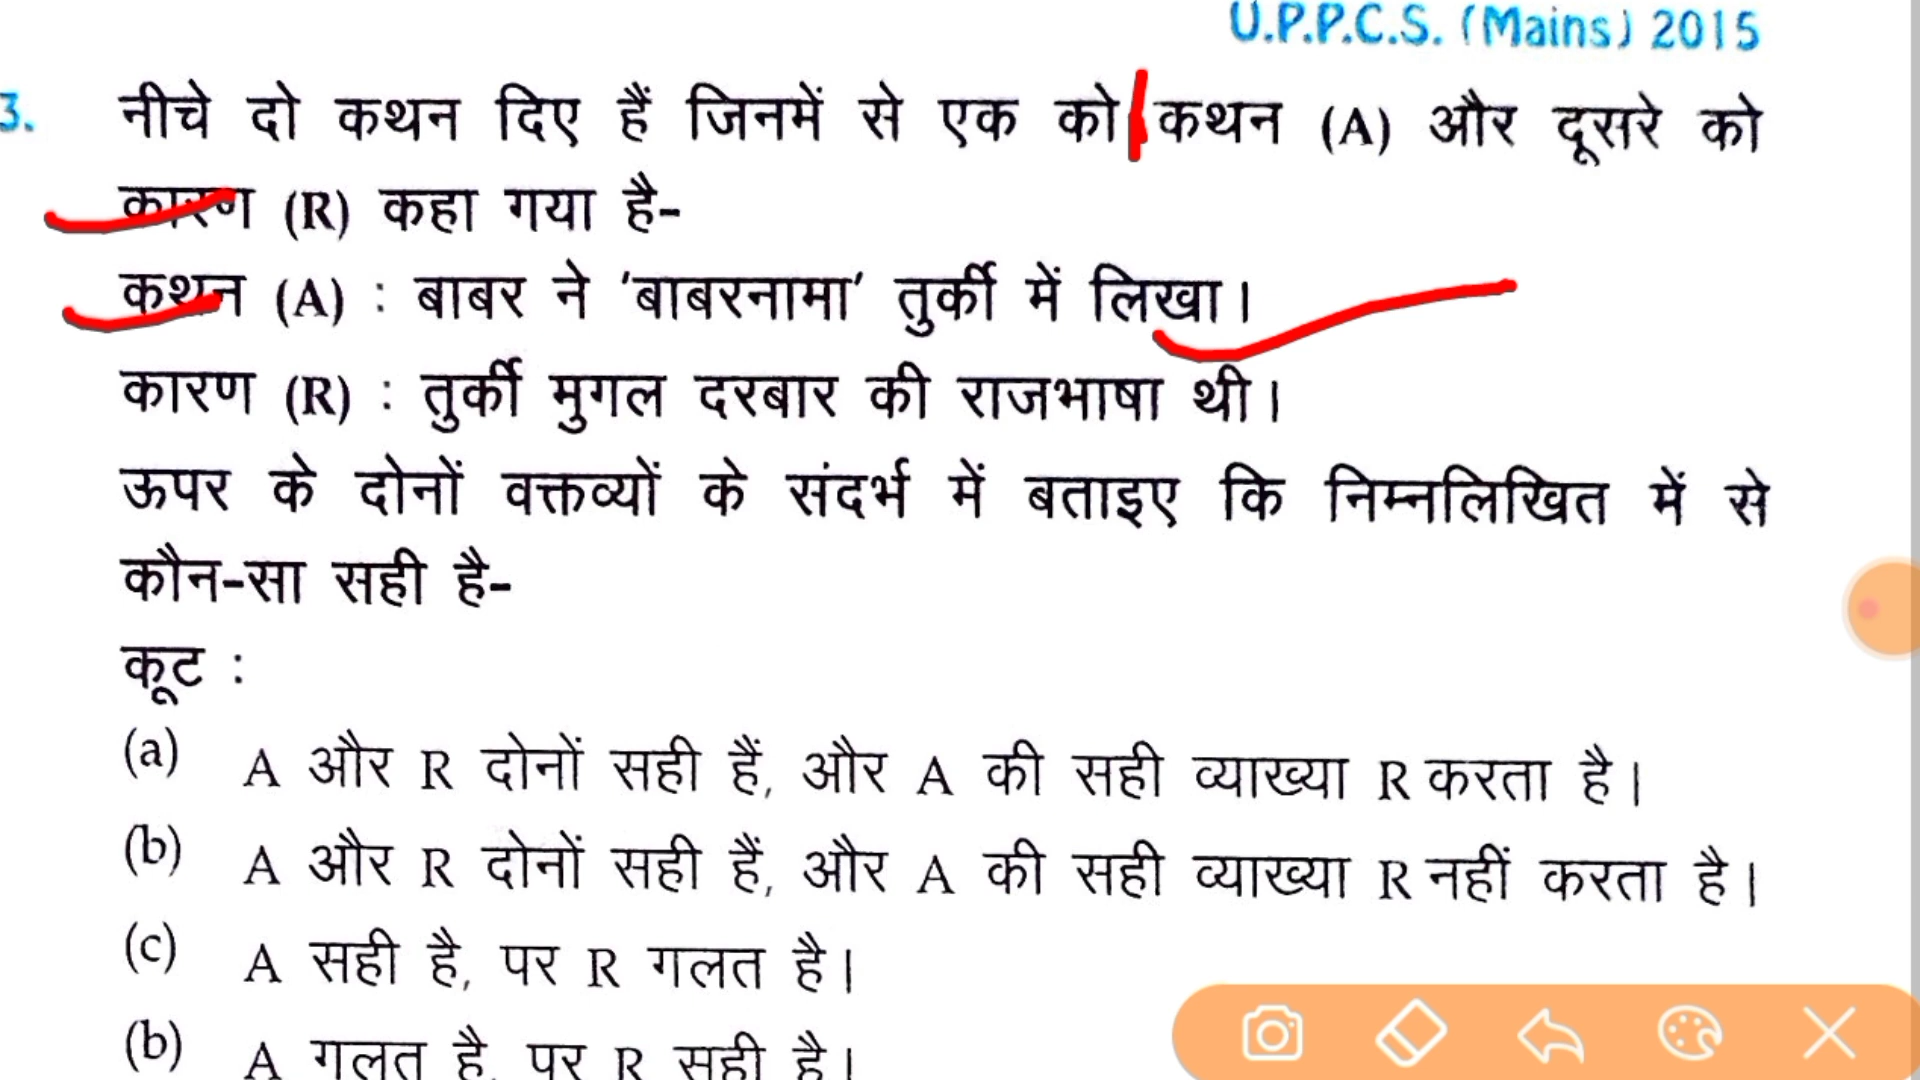 U.P.P.C.S. (Mains) 2015
3. नीचे दो कथन दिए हैं जिनमें से एक को कथन (A) और दूसरे को
कारण (R) कहा गया है-
कथन (A) : बाबर ने ‘बाबरनामा’ तुर्की में लिखा।
कारण (R) : तुर्की मुगल दरबार की राजभाषा थी।
ऊपर के दोनों वक्तव्यों के संदर्भ में बताइए कि निम्नलिखित में से
कौन-सा सही है-
कूट :
(a) A और R दोनों सही हैं, और A की सही व्याख्या R करता है।
(b) A और R दोनों सही हैं, और A की सही व्याख्या R नहीं करता है।
(c) A सही है, पर R गलत है।
(b) A गलत है, पर R सही है।